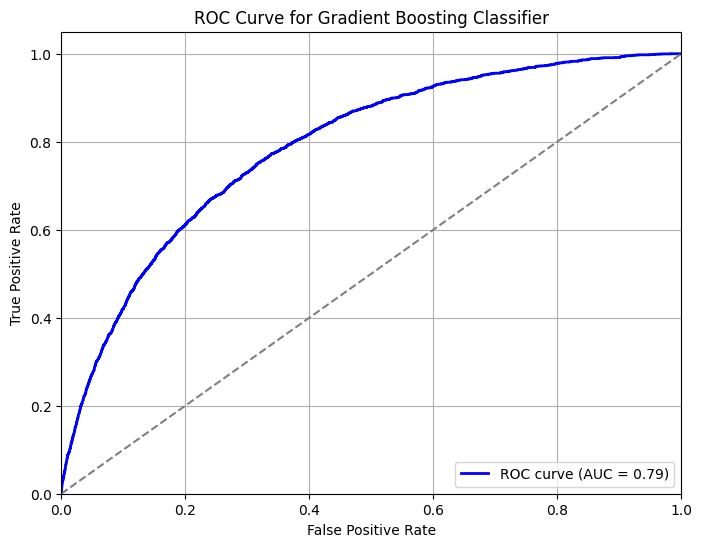 ROC Curve for Gradient Boosting Classifier
1.0
0.8
0.6
0.4
0.2
0.0
True Positive Rate
ROC curve (AUC = 0.79)
0.0 0.2 0.4 0.6 0.8 1.0
False Positive Rate